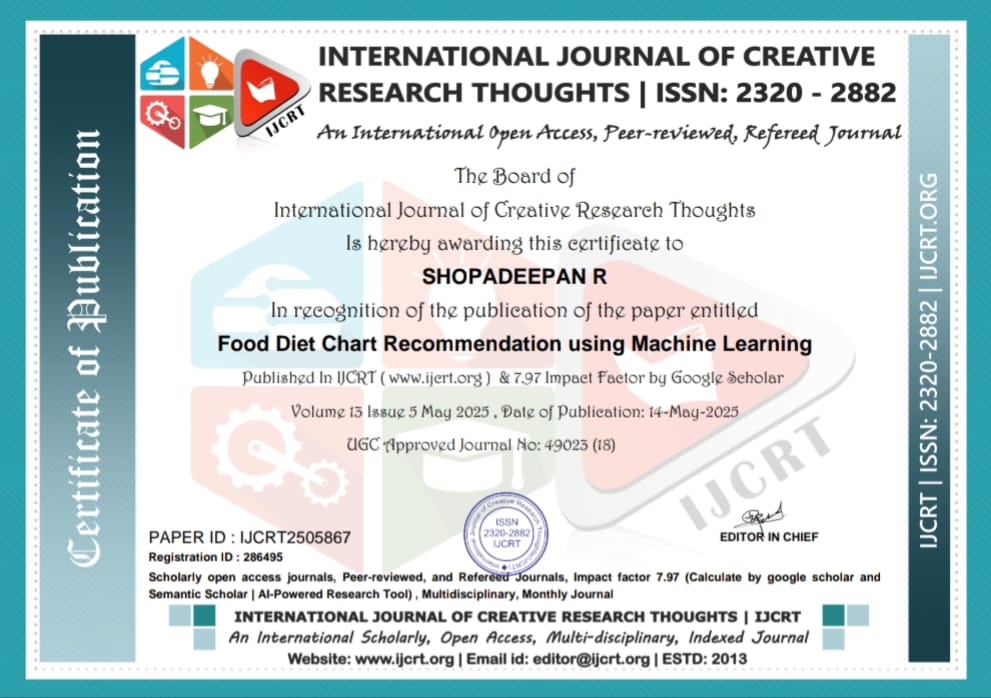 Certificate of Publication
IJCRT
INTERNATIONAL JOURNAL OF CREATIVE
RESEARCH THOUGHTS | ISSN: 2320 - 2882
An International Open Access, Peer-reviewed, Refereed Journal
The Board of
International Journal of Creative Research Thoughts
Is hereby awarding this certificate to
SHOPADEEPAN R
In recognition of the publication of the paper entitled
Food Diet Chart Recommendation using Machine Learning
Published In IJCRT ( www.ijcrt.org ) & 7.97 Impact Factor by Google Scholar
Volume 13 Issue 5 May 2025 , Date of Publication: 14-May-2025
UGC Approved Journal No: 49023 (18)
IJCRT
ISSN
2320-2882
IJCRT
PAPER ID : IJCRT2505867
Registration ID : 286495
EDITOR IN CHIEF
Scholarly open access journals, Peer-reviewed, and Refereed Journals, Impact factor 7.97 (Calculate by google scholar and
Semantic Scholar | AI-Powered Research Tool) , Multidisciplinary, Monthly Journal
INTERNATIONAL JOURNAL OF CREATIVE RESEARCH THOUGHTS | IJCRT
An International Scholarly, Open Access, Multi-disciplinary, Indexed Journal
Website: www.ijcrt.org | Email id: editor@ijcrt.org | ESTD: 2013
IJCRT | ISSN: 2320-2882 | IJCRT.ORG